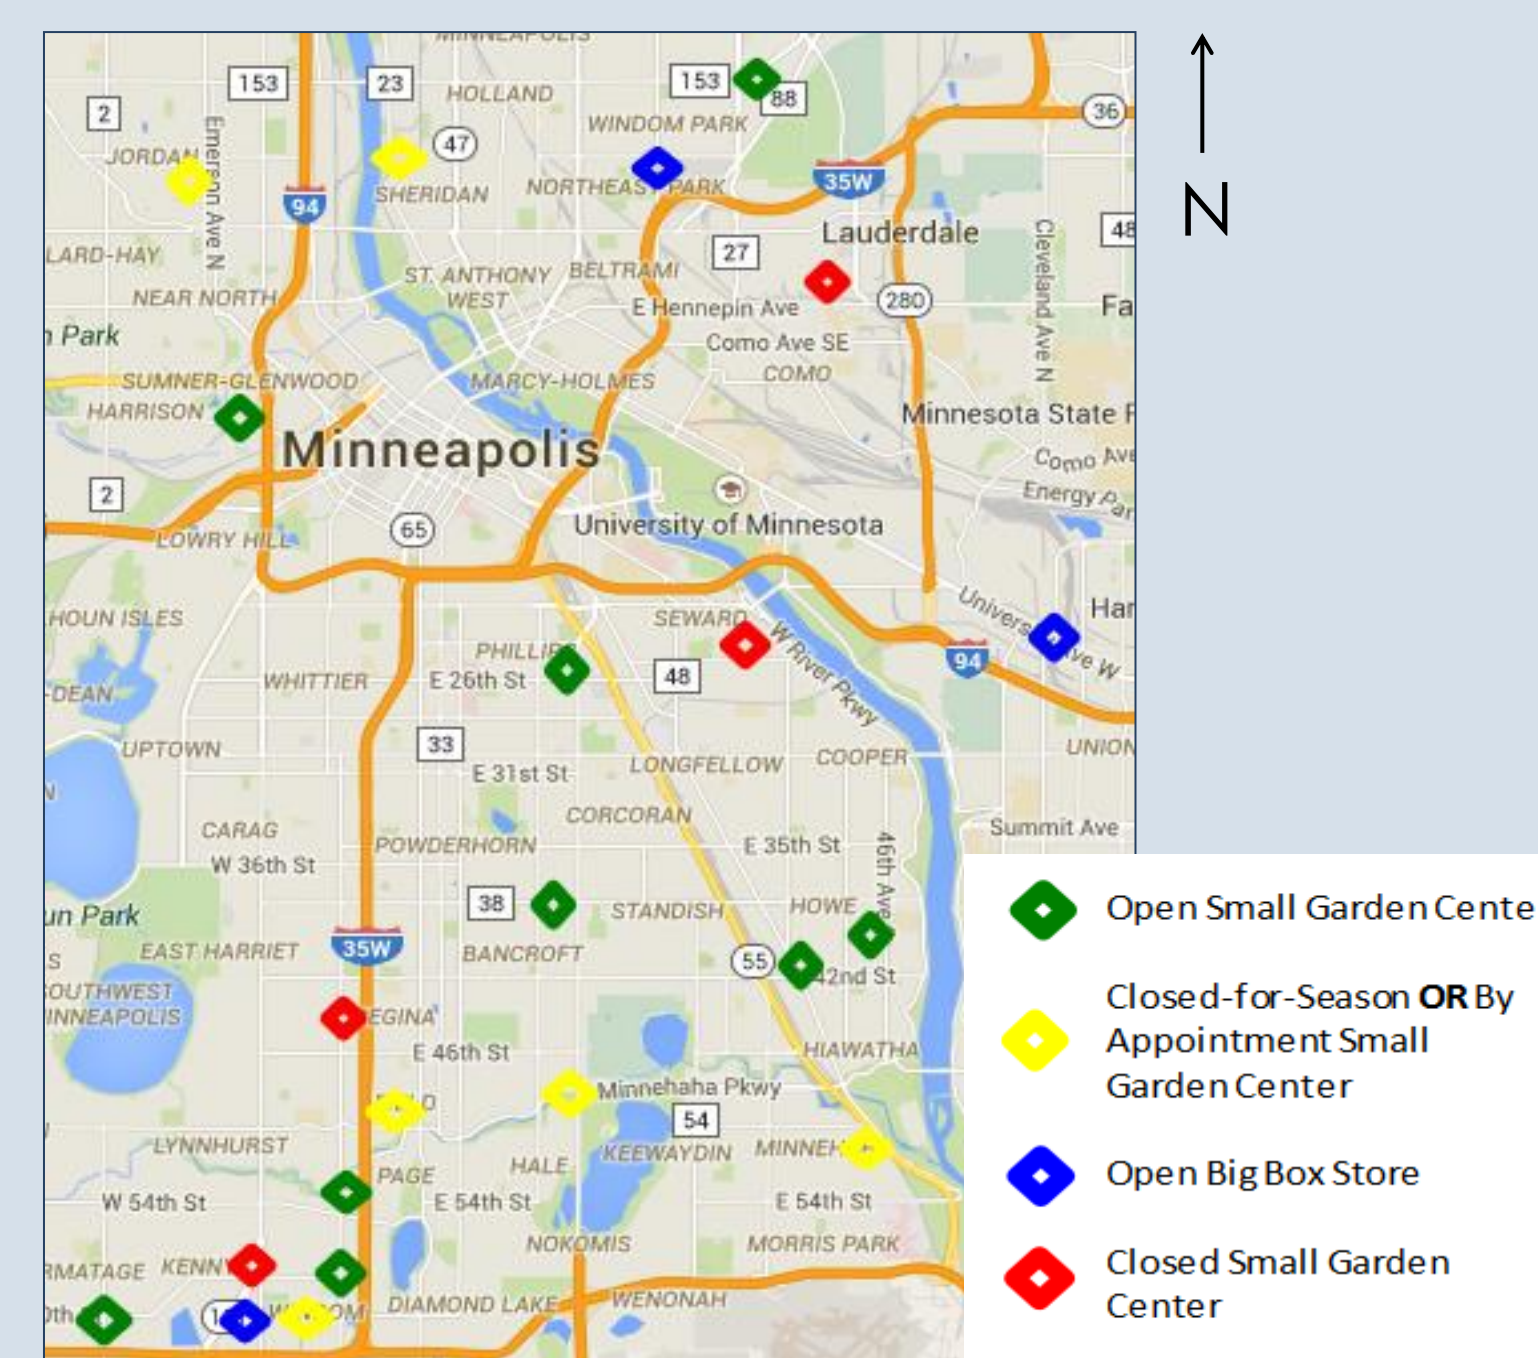 MINNEAPOLIS
153
23
HOLLAND
153
88
2
36
WINDOM PARK
47
JORDAN
Emerson Ave N
SHERIDAN
NORTHEAST PARK
35W
94
N
Lauderdale
Cleveland Ave N
48
27
LARD-HAY
ST. ANTHONY
WEST
BELTRAMI
NEAR NORTH
E Hennepin Ave
280
Fa
n Park
Como Ave SE
COMO
SUMNER-GLENWOOD
MARCY-HOLMES
HARRISON
Minnesota State F
Minneapolis
Como Ave
2
Energy Par
65
University of Minnesota
LOWRY HILL
HOUN ISLES
SEWARD
Univers
ve W
Har
PHILLIPS
W River Pkwy
94
48
E 26th St
WHITTIER
-DEAN
33
UPTOWN
UNION
COOPER
LONGFELLOW
E 31st St
N
CORCORAN
CARAG
Summit Ave
POWDERHORN
E 35th St
46th Ave
W 36th St
38
HOWE
STANDISH
un Park
35W
EAST HARRIET
BANCROFT
55
42nd St
S
OUTHWEST
INNEAPOLIS
EGINA
E 46th St
HIAWATHA
Minnehaha Pkwy
54
LYNNHURST
KEEWAYDIN
MINNEH
HALE
PAGE
W 54th St
E 54th St
E 54th St
NOKOMIS
MORRIS PARK
RMATAGE
KENNY
DIAMOND LAKE
WENONAH
0th
Open Small Garden Cente
Closed-for-Season OR By
Appointment Small
Garden Center
Open Big Box Store
Closed Small Garden
Center